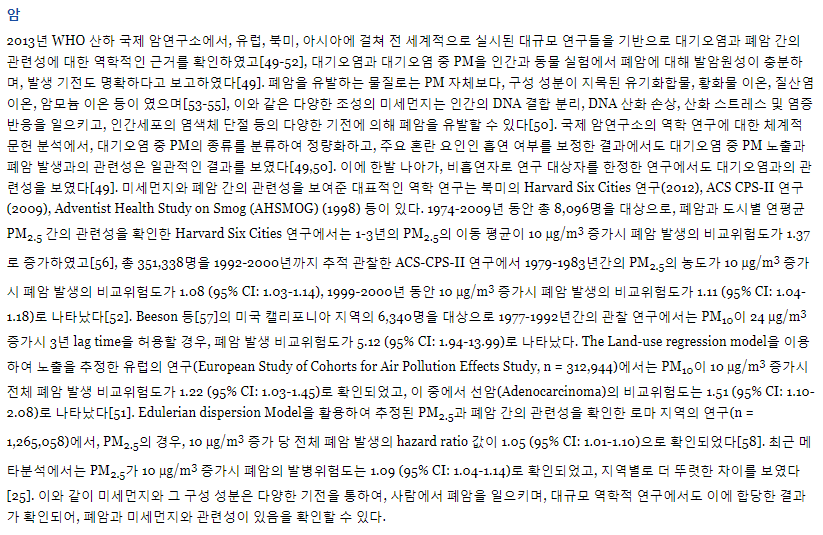 암
2013년 WHO 산하 국제 암연구소에서, 유럽, 북미, 아시아에 걸쳐 전 세계적으로 실시된 대규모 연구들을 기반으로 대기오염과 폐암 간의
관련성에 대한 역학적인 근거를 확인하였고[49-52], 대기오염과 대기오염 중 PM을 인간과 동물 실험에서 폐암에 대해 발암원성이 충분하
며, 발생 기전도 명확하다고 보고하였다[49]. 폐암을 유발하는 물질로는 PM 자체보다, 구성 성분이 지목된 유기화합물, 황화물 이온, 질산염
이온, 암모늄 이온 등이 였으며[53-55], 이와 같은 다양한 조성의 미세먼지는 인간의 DNA 결합 분리, DNA 산화 손상, 산화 스트레스 및 염증
반응을 일으키고, 인간세포의 염색체 단절 등의 다양한 기전에 의해 폐암을 유발할 수 있다[50]. 국제 암연구소의 역학 연구에 대한 체계적
문헌 분석에서, 대기오염 중 PM의 종류를 분류하여 정량화하고, 주요 혼란 요인인 흡연 여부를 보정한 결과에서도 대기오염 중 PM 노출과
폐암 발생과의 관련성은 일관적인 결과를 보였다[49,50]. 이에 한발 나아가, 비흡연자로 연구 대상자를 한정한 연구에서도 대기오염과의 관
련성을 보였다[49]. 미세먼지와 폐암 간의 관련성을 보여준 대표적인 역학 연구는 북미의 Harvard Six Cities 연구(2012), ACS CPS-II 연구
(2009), Adventist Health Study on Smog (AHSMOG) (1998) 등이 있다. 1974-2009년 동안 총 8,096명을 대상으로, 폐암과 도시별 연평균
PM2.5 간의 관련성을 확인한 Harvard Six Cities 연구에서는 1-3년의 PM2.5의 이동 평균이 10 µg/m3 증가시 폐암 발생의 비교위험도가 1.37
로 증가하였고[56], 총 351,338명을 1992-2000년까지 추적 관찰한 ACS-CPS-II 연구에서 1979-1983년간의 PM2.5의 농도가 10 µg/m3 증가
시 폐암 발생의 비교위험도가 1.08 (95% CI: 1.03-1.14), 1999-2000년 동안 10 µg/m3 증가시 폐암 발생의 비교위험도가 1.11 (95% CI: 1.04-
1.18)로 나타났다[52]. Beeson 등[57]의 미국 캘리포니아 지역의 6,340명을 대상으로 1977-1992년간의 관찰 연구에서는 PM10이 24 µg/m3
증가시 3년 lag time을 허용할 경우, 폐암 발생 비교위험도가 5.12 (95% CI: 1.94-13.99)로 나타났다. The Land-use regression model을 이용
하여 노출을 추정한 유럽의 연구(European Study of Cohorts for Air Pollution Effects Study, n = 312,944)에서는 PM10이 10 µg/m3 증가시
전체 폐암 발생 비교위험도가 1.22 (95% CI: 1.03-1.45)로 확인되었고, 이 중에서 선암(Adenocarcinoma)의 비교위험도는 1.51 (95% CI: 1.10-
2.08)로 나타났다[51]. Edulerian dispersion Model을 활용하여 추정된 PM2.5과 폐암 간의 관련성을 확인한 로마 지역의 연구(n =
1,265,058)에서, PM2.5의 경우, 10 µg/m3 증가 당 전체 폐암 발생의 hazard ratio 값이 1.05 (95% CI: 1.01-1.10)으로 확인되었다[58]. 최근 메
타분석에서는 PM2.5가 10 µg/m3 증가시 폐암의 발병위험도는 1.09 (95% CI: 1.04-1.14)로 확인되었고, 지역별로 더 뚜렷한 차이를 보였다
[25]. 이와 같이 미세먼지와 그 구성 성분은 다양한 기전을 통하여, 사람에서 폐암을 일으키며, 대규모 역학적 연구에서도 이에 합당한 결과
가 확인되어, 폐암과 미세먼지와 관련성이 있음을 확인할 수 있다.